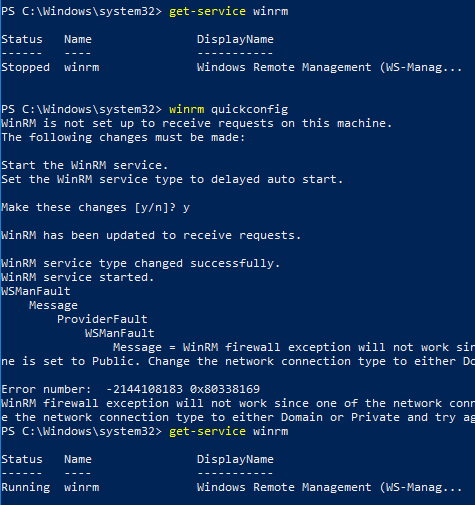 PS C:\Windows\system32> get-service winrm
Status   Name               DisplayName
------   ----               -----------
Stopped  winrm              Windows Remote Management (WS-Manag...
PS C:\Windows\system32> winrm quickconfig
WinRM is not set up to receive requests on this machine.
The following changes must be made:
Start the WinRM service.
Set the WinRM service type to delayed auto start.
Make these changes [y/n]? y
WinRM has been updated to receive requests.
WinRM service type changed successfully.
WinRM service started.
WSManFault
    Message
        ProviderFault
            WSManFault
                Message = WinRM firewall exception will not work sin
ne is set to Public. Change the network connection type to either Do
Error number:  -2144108183 0x80338169
WinRM firewall exception will not work since one of the network conn
e the network connection type to either Domain or Private and try ag
PS C:\Windows\system32> get-service winrm
Status   Name               DisplayName
------   ----               -----------
Running  winrm              Windows Remote Management (WS-Manag...